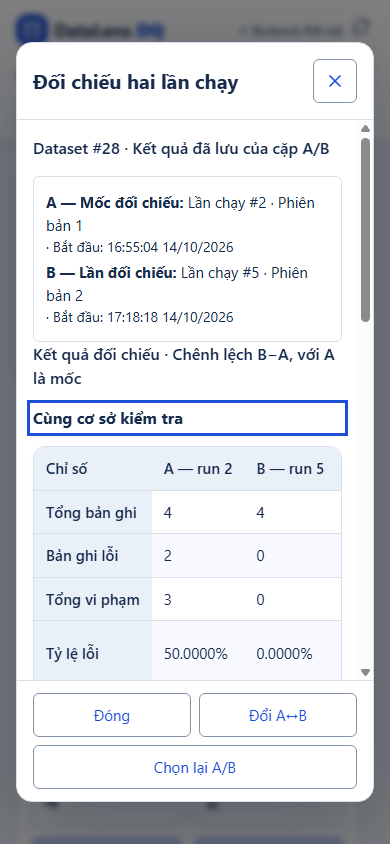 DataLens DQ
Đối chiếu hai lần chạy
Dataset #28 · Kết quả đã lưu của cặp A/B
A — Mốc đối chiếu: Lần chạy #2 · Phiên
bản 1
· Bắt đầu: 16:55:04 14/10/2026
B — Lần đối chiếu: Lần chạy #5 · Phiên
bản 2
· Bắt đầu: 17:18:18 14/10/2026
Kết quả đối chiếu · Chênh lệch B−A, với A
là mốc
Cùng cơ sở kiểm tra
Chỉ số A — run 2 B — run 5
Tổng bản ghi 4 4
Bản ghi lỗi 2 0
Tổng vi phạm 3 0
Tỷ lệ lỗi 50.0000% 0.0000%
Đóng Đổi A↔B
Chọn lại A/B